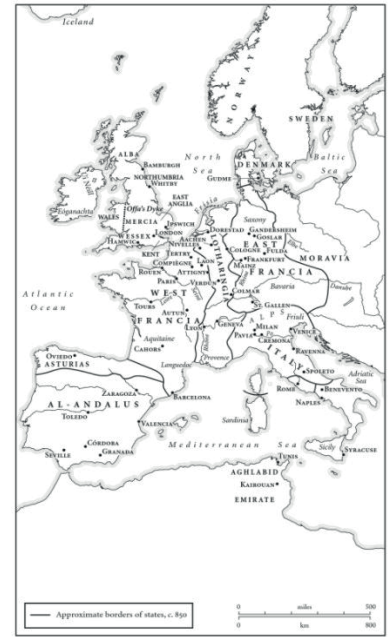 Iceland
NORWAY
SWEDEN
ALBA
BAMBURGH
North
Sea
DENMARK
Baltic
Sea
NORTHUMBRIA
WHITBY
GUDME
EAST
ANGLIA
Eóganachta
Offa's Dyke
WALES
MERCIA
IPSWICH
Frisia
Saxony
WESSEX
LONDON
DORESTAD
GANDERSHEIM
HAMWIC
AACHEN
GOSLAR
KENT
TERTRY
NIVELLES
EAST
COLOGNE
FULDA
COMPIÈGNE
LAON
FRANKFURT
MORAVIA
ROUEN
ATTIGNY
MAINZ
FRANCIA
PARIS
VERDUN
LOTHARINGIA
Bavaria
Danube
COLMAR
Atlantic
Ocean
WEST
ST. GALLEN
TOURS
AUTUN
ALPS
Friuli
FRANCIA
GENEVA
LYON
MILAN
VENICE
Aquitaine
PAVIA
Po
CREMONA
CAHORS
Rhône
Provence
RAVENNA
OVIEDO
Languedoc
ITALY
ASTURIAS
SPOLETO
Adriatic
Sea
ZARAGOZA
BARCELONA
ROME
BENEVENTO
AL-ANDALUS
NAPLES
TOLEDO
Sardinia
VALENCIA
CÓRDOBA
Mediterranean Sea
SEVILLE
GRANADA
Sicily
SYRACUSE
TUNIS
AGHLABID
KAIROUAN
EMIRATE
Approximate borders of states, c. 850
0 miles 500
0 km 800